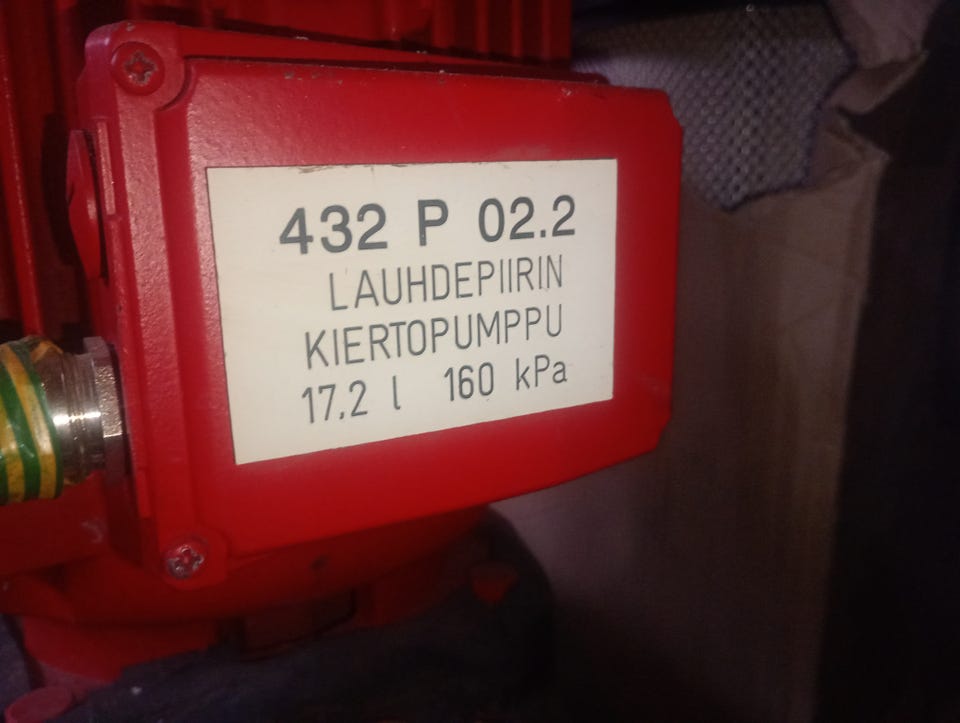 432 P 02.2
LAUHDEPIIRIN
KIERTOPUMPPU
17.2 l 160 kPa